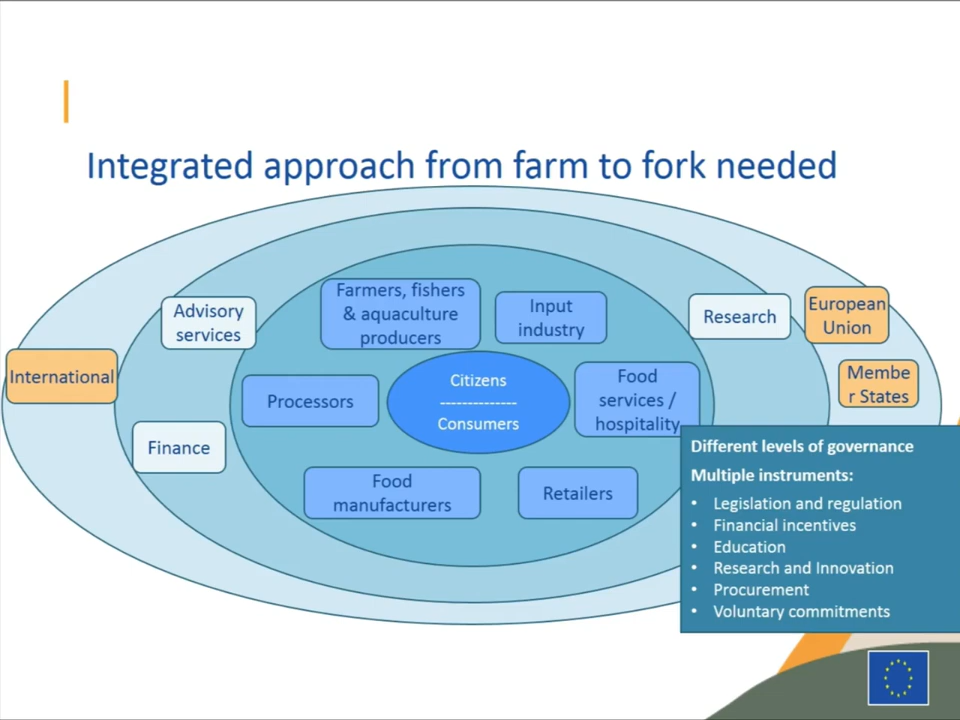 Integrated approach from farm to fork needed
Farmers, fishers
& aquaculture
producers
Input
industry
Advisory
services
Research
European
Union
International
Membe
r States
Processors
Citizens
--------------
Consumers
Food
services /
hospitality
Finance
Food
manufacturers
Retailers
Different levels of governance
Multiple instruments:
• Legislation and regulation
• Financial incentives
• Education
• Research and Innovation
• Procurement
• Voluntary commitments